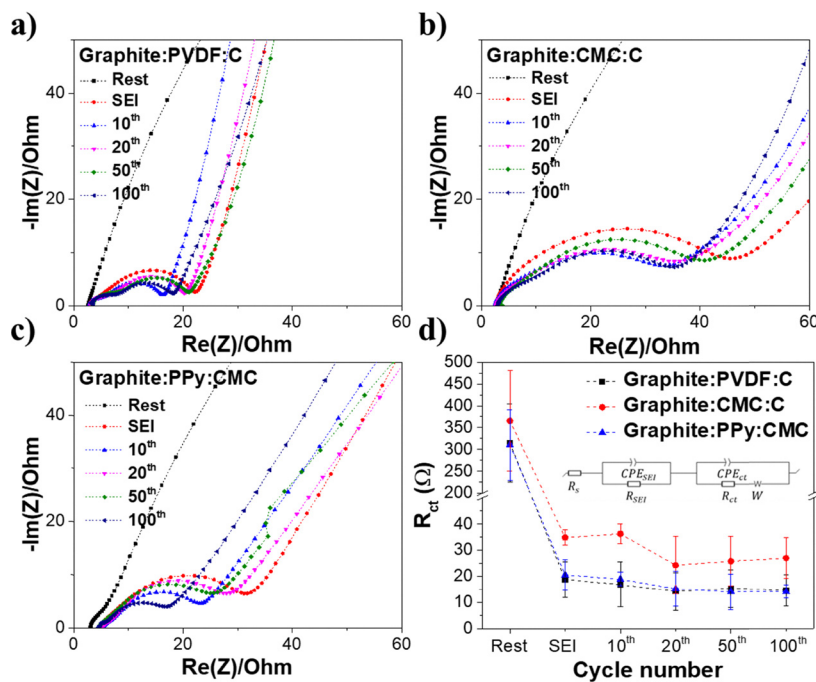 a)
Graphite:PVDF:C
Rest
SEI
10th
20th
50th
100th
-Im(Z)/Ohm
40
20
0
0 20 40 60
Re(Z)/Ohm
b)
Graphite:CMC:C
Rest
SEI
10th
20th
50th
100th
-Im(Z)/Ohm
40
20
0
0 20 40 60
Re(Z)/Ohm
c)
Graphite:PPy:CMC
Rest
SEI
10th
20th
50th
100th
-Im(Z)/Ohm
40
20
0
0 20 40 60
Re(Z)/Ohm
d)
Graphite:PVDF:C
Graphite:CMC:C
Graphite:PPy:CMC
Rs
CPESEI
RSEI
CPEct
Rct W
Rct (Ω)
500
450
400
350
300
250
200
40
30
20
10
0
Rest SEI 10th 20th 50th 100th
Cycle number